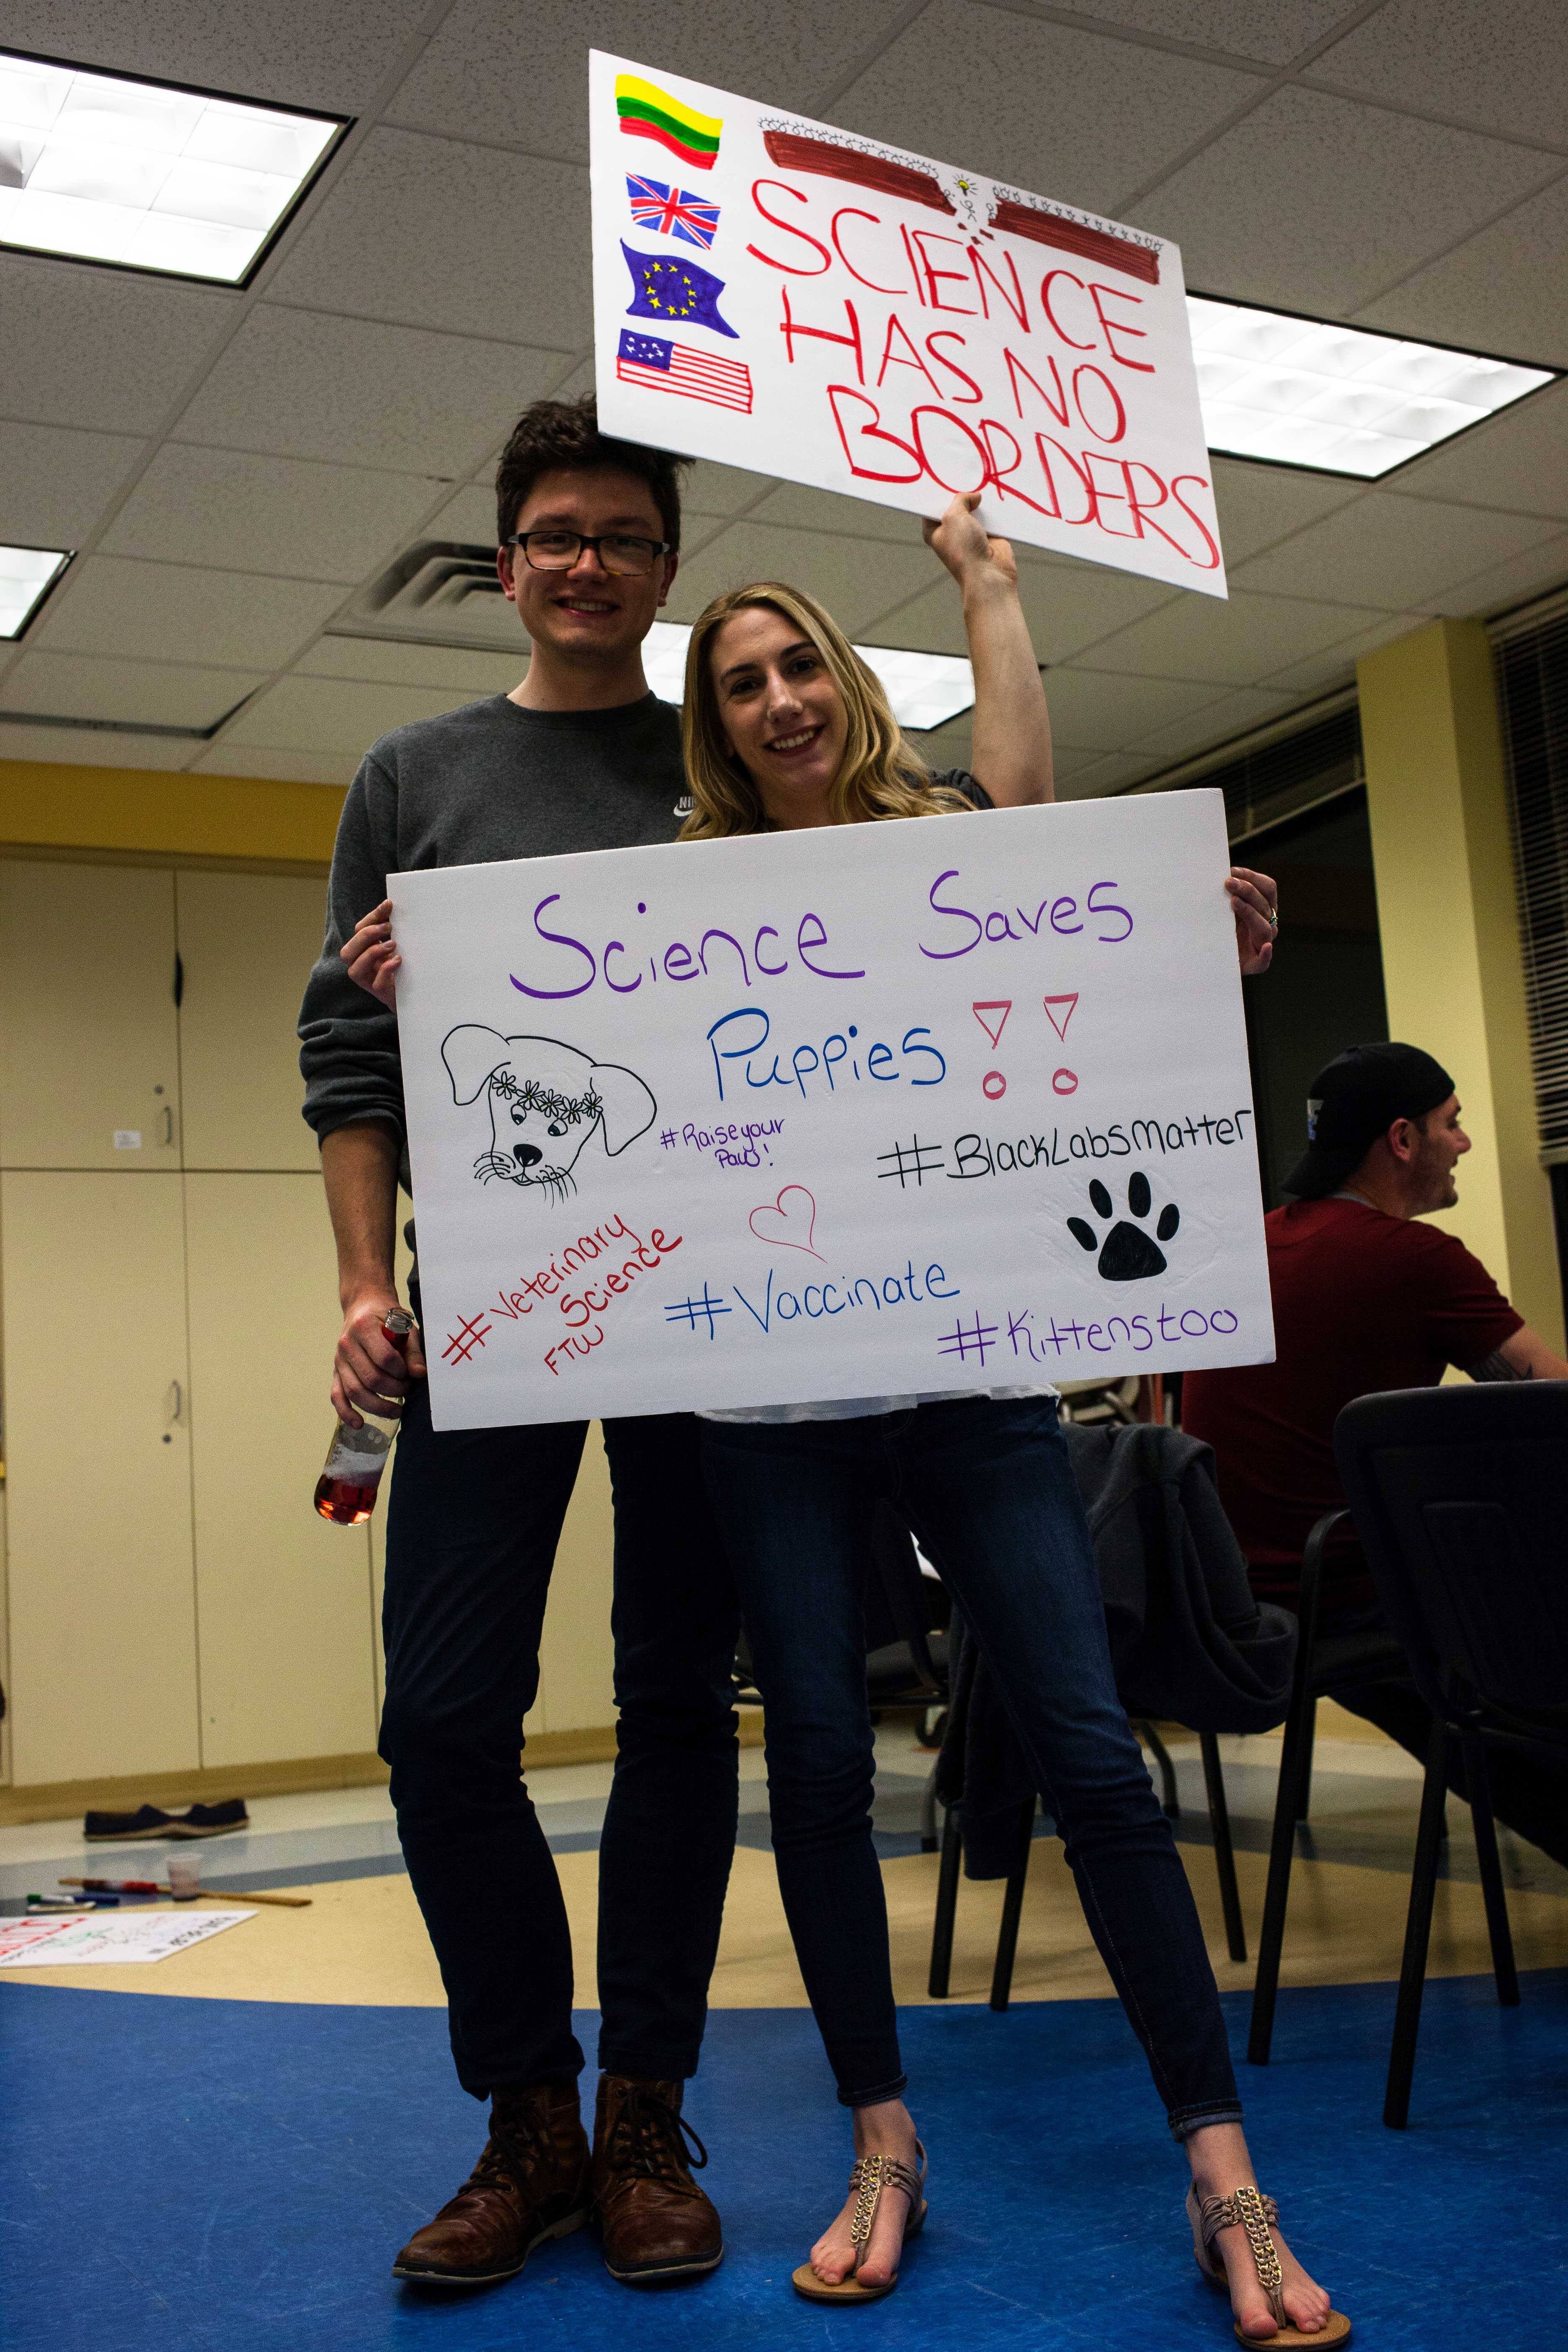 SCIENCE
HAS NO
BORDERS
Science Saves
Puppies !!
#Raiseyour
Paw!
#BlackLabsMatter
#Veterinary
Science
FTW
#Vaccinate
#Kittenstoo